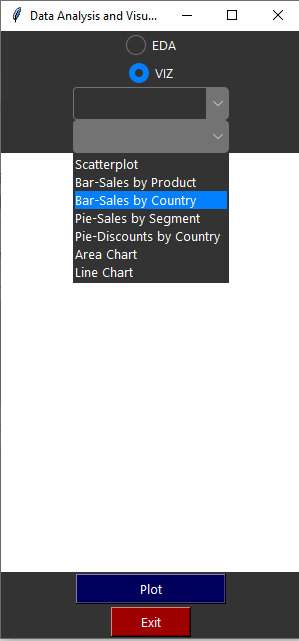 Data Analysis and Visu...
EDA
VIZ
Scatterplot
Bar-Sales by Product
Bar-Sales by Country
Pie-Sales by Segment
Pie-Discounts by Country
Area Chart
Line Chart
Plot
Exit